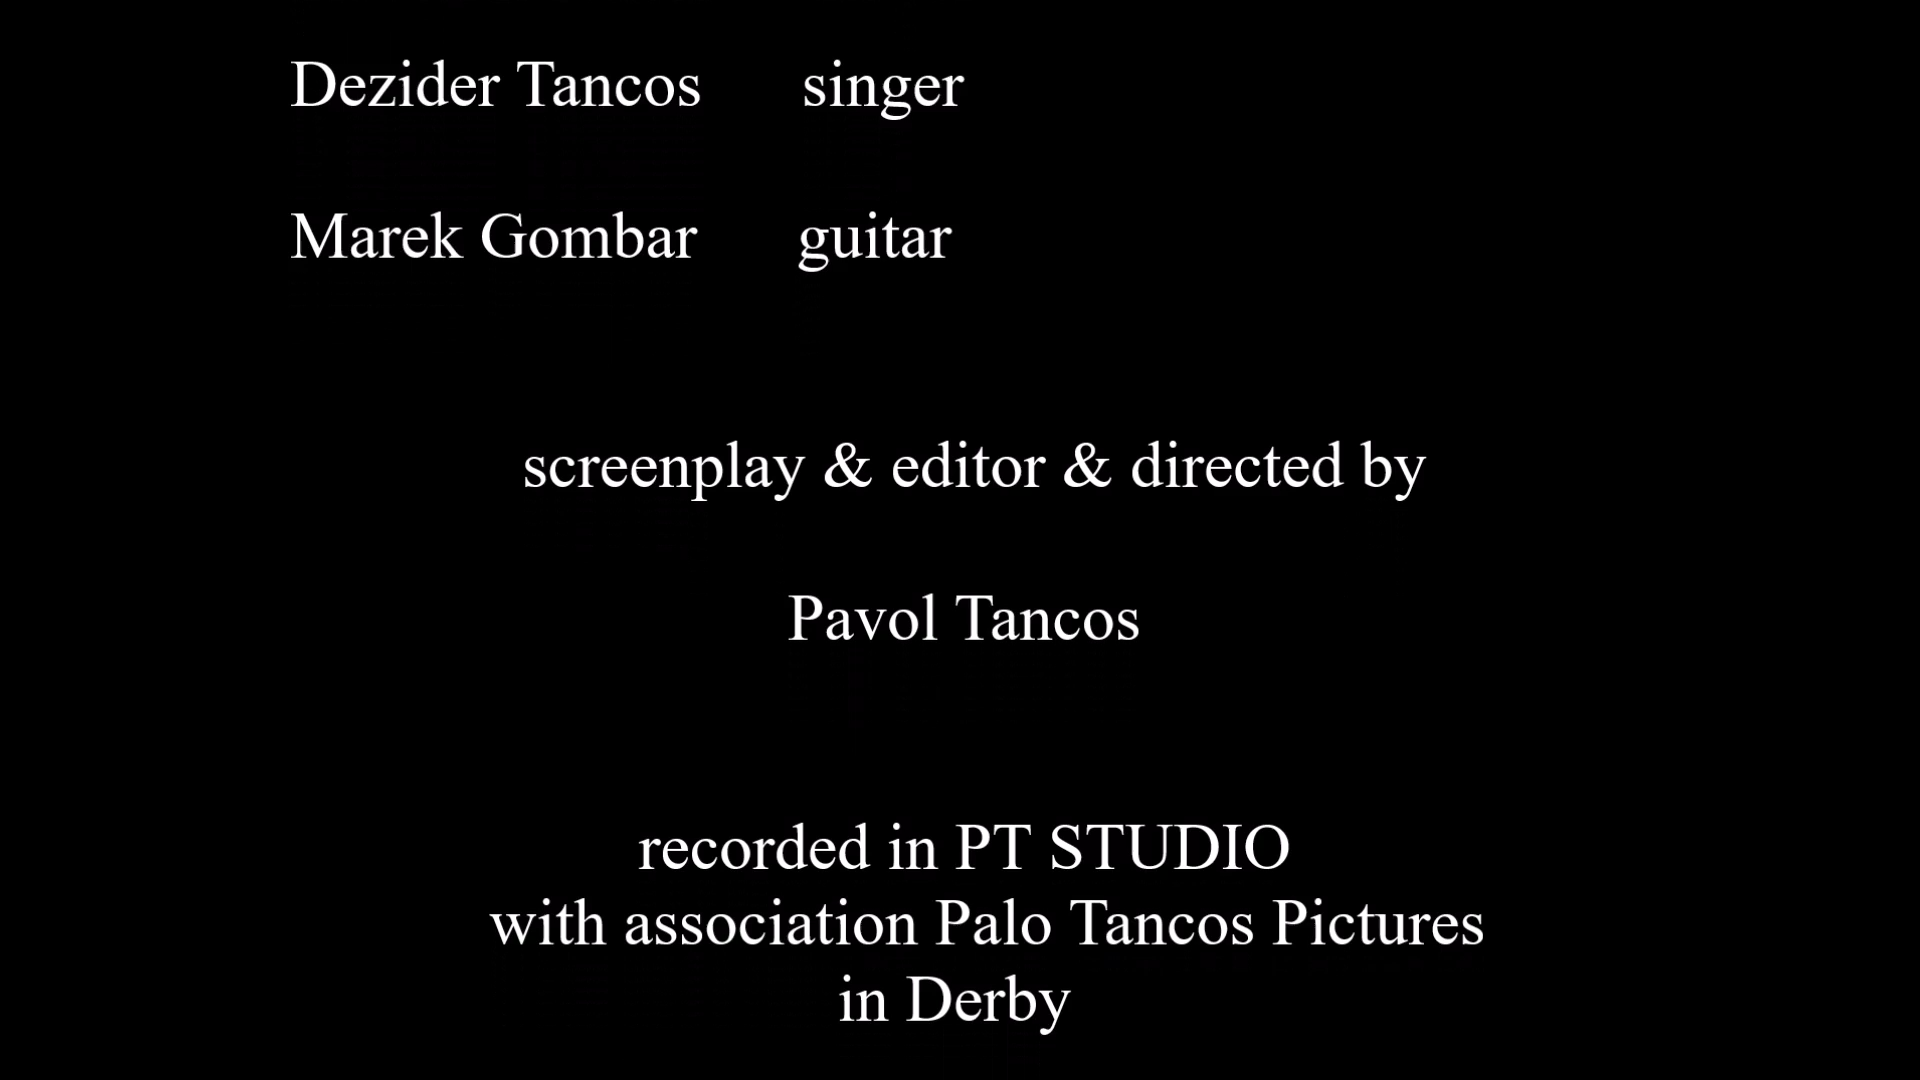 Dezider Tancos singer
Marek Gombar guitar
screenplay & editor & directed by
Pavol Tancos
recorded in PT STUDIO
with association Palo Tancos Pictures
in Derby